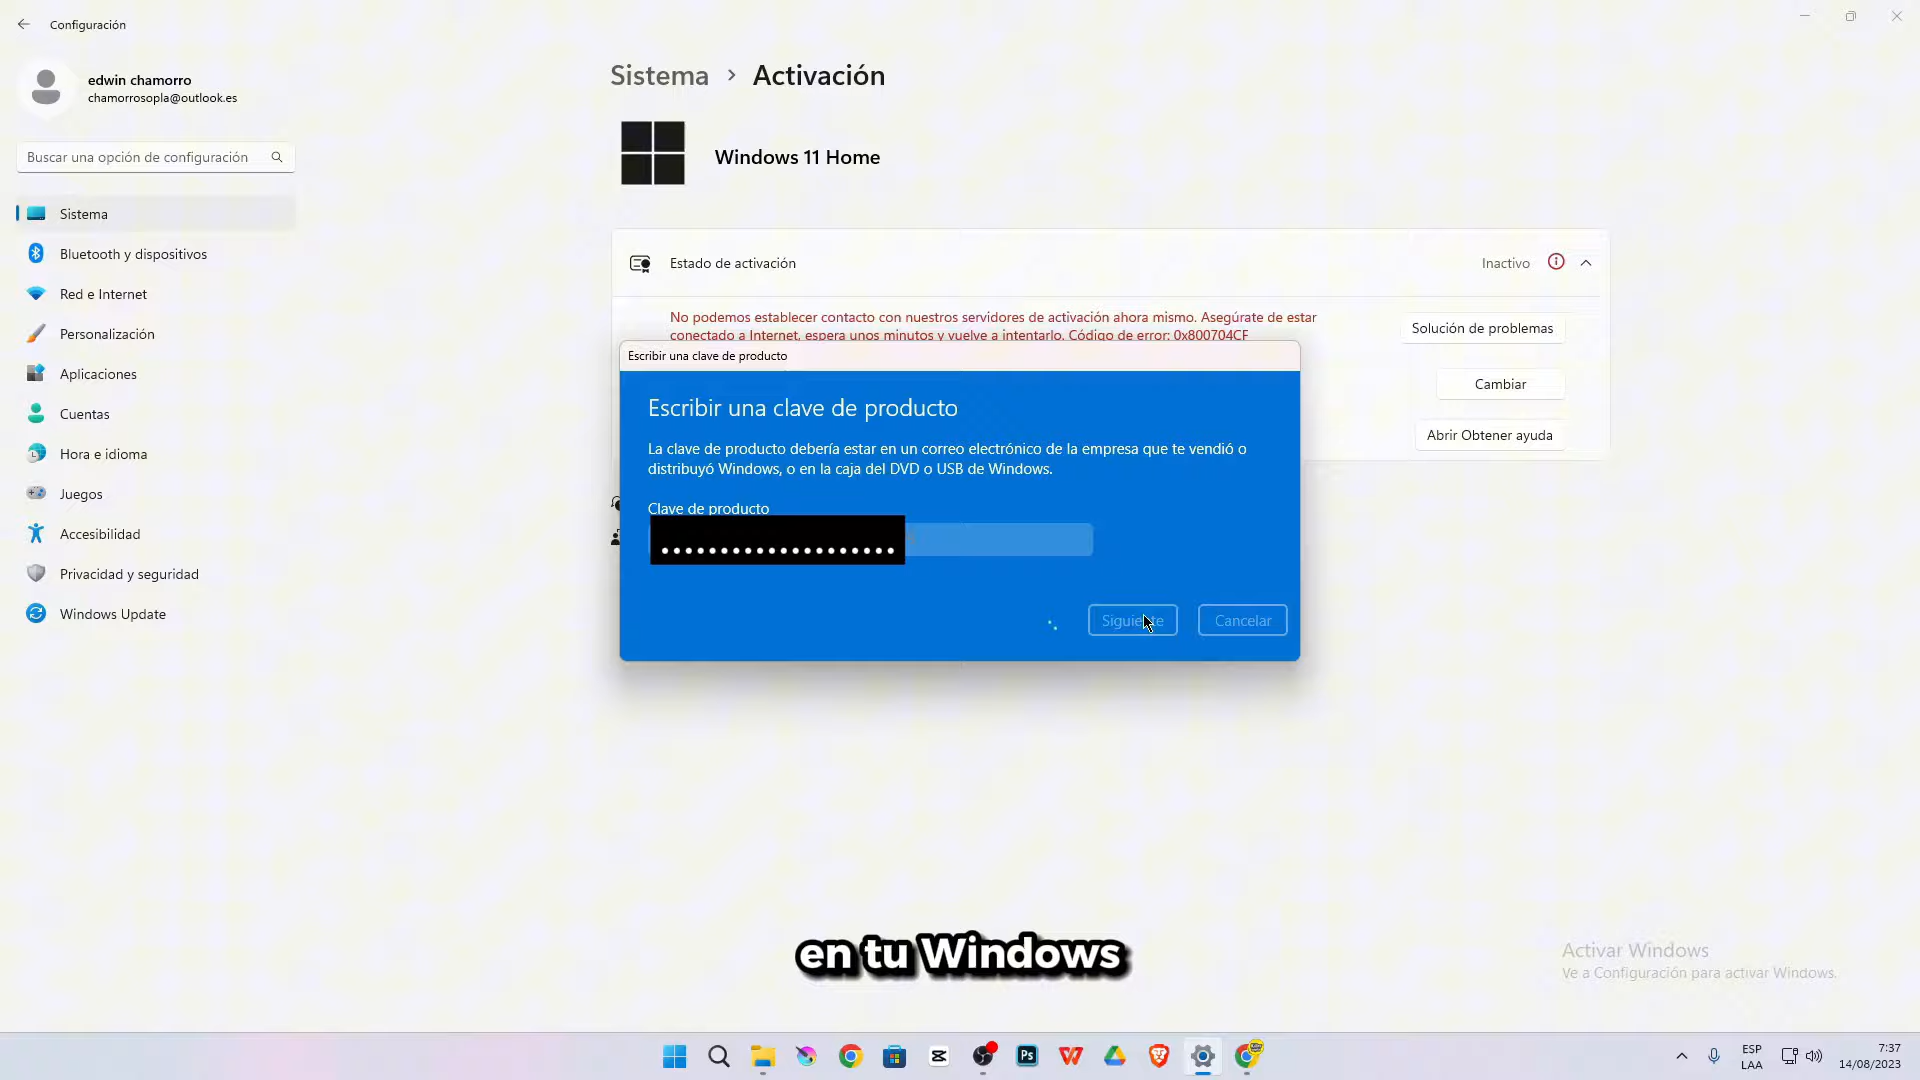 Configuración
edwin chamorro
chamorrosopla@outlook.es
Buscar una opción de configuración
Sistema
Bluetooth y dispositivos
Red e Internet
Personalización
Aplicaciones
Cuentas
Hora e idioma
Juegos
Accesibilidad
Privacidad y seguridad
Windows Update
Sistema > Activación
Windows 11 Home
Estado de activación
Inactivo
No podemos establecer contacto con nuestros servidores de activación ahora mismo. Asegúrate de estar
conectado a Internet, espera unos minutos y vuelve a intentarlo. Código de error: 0x800704CF
Solución de problemas
Cambiar
Abrir Obtener ayuda
Escribir una clave de producto
Escribir una clave de producto
La clave de producto debería estar en un correo electrónico de la empresa que te vendió o
distribuyó Windows, o en la caja del DVD o USB de Windows.
Clave de producto
Siguiente
Cancelar
en tu Windows
Activar Windows
Ve a Configuración para activar Windows.
Ps
ESP
LAA
7:37
14/08/2023